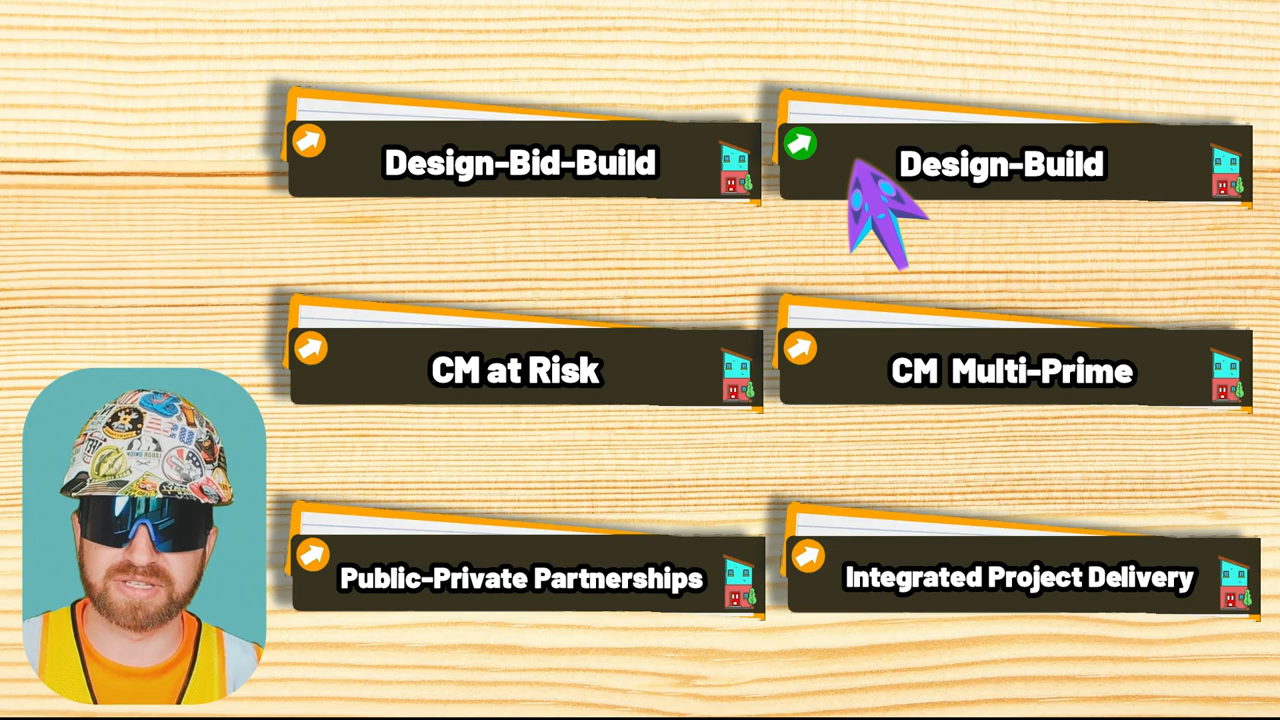 Design-Bid-Build
Design-Build
CM at Risk
CM Multi-Prime
Public-Private Partnerships
Integrated Project Delivery